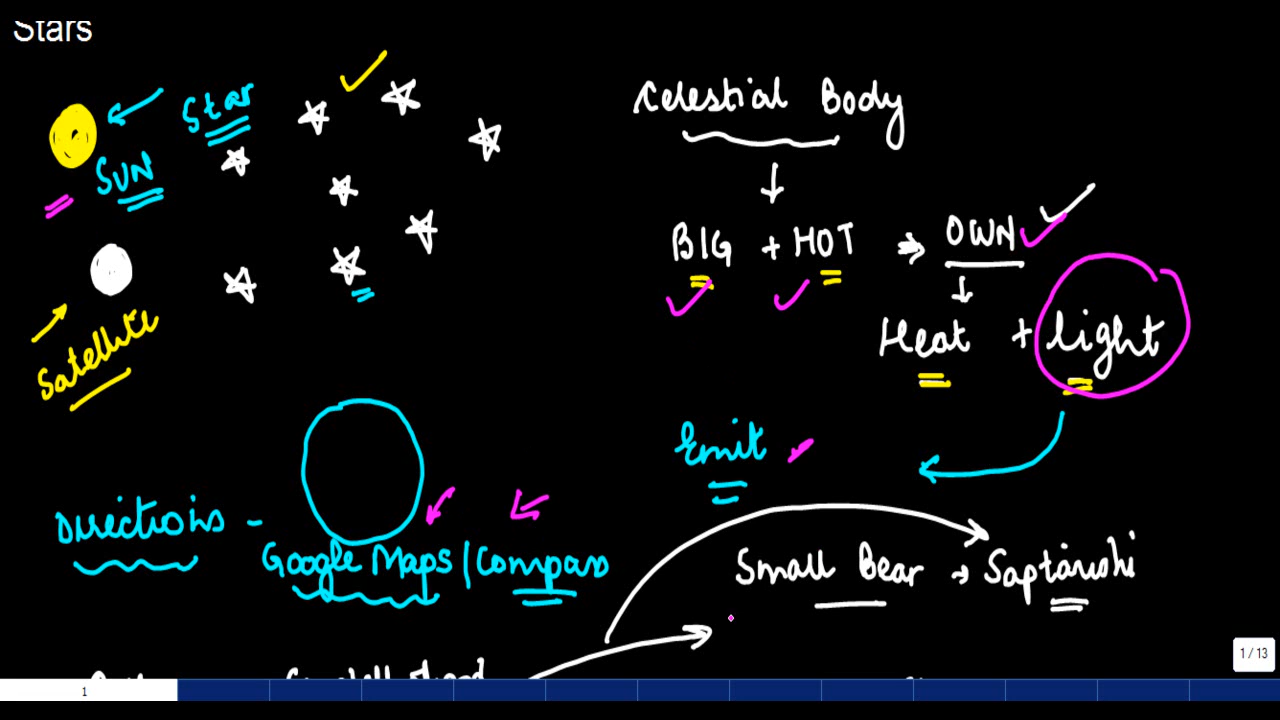 Stars
Star
SUN
Satellite
Celestial Body
BIG + HOT → OWN
Heat + light
Emit
Directions -
Google Maps | Compass
Small Bear → Saptarishi
1 / 13
1